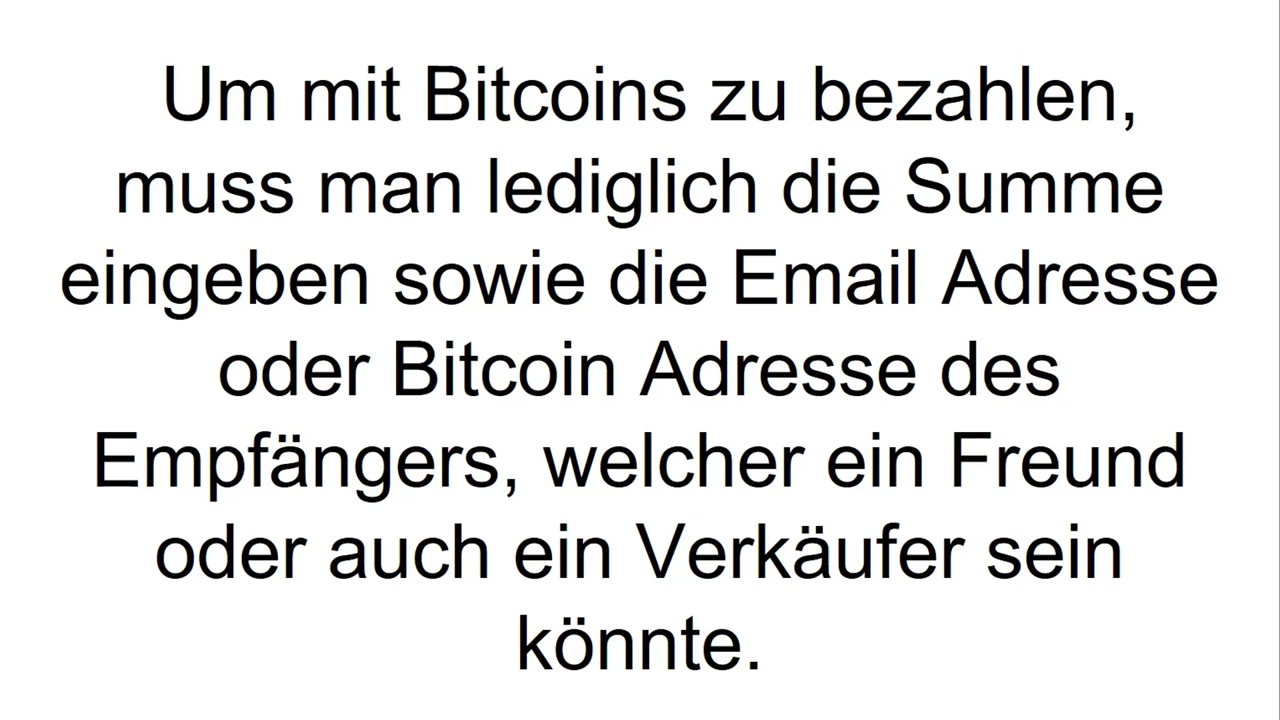 Um mit Bitcoins zu bezahlen,
muss man lediglich die Summe
eingeben sowie die Email Adresse
oder Bitcoin Adresse des
Empfängers, welcher ein Freund
oder auch ein Verkäufer sein
könnte.